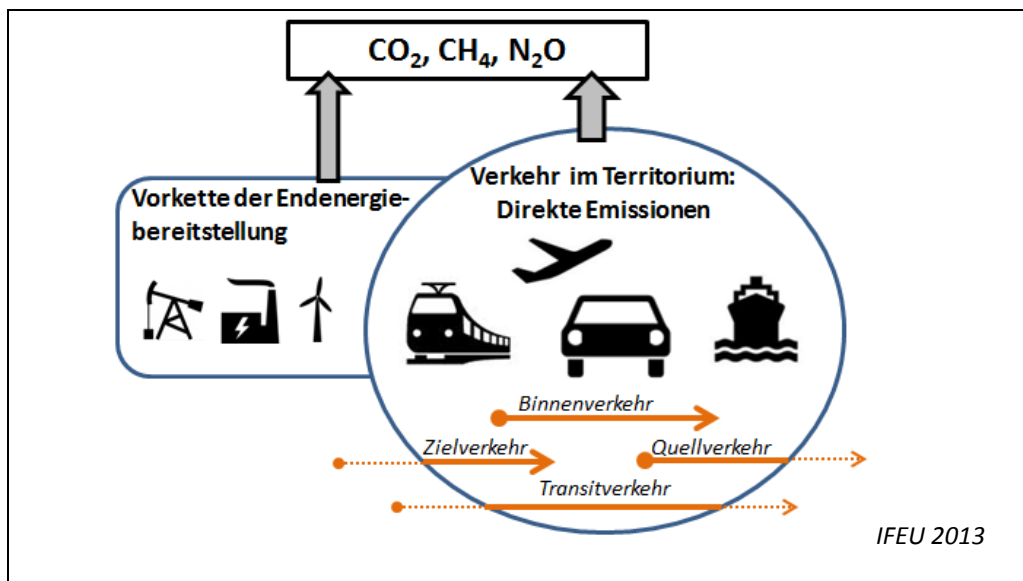 CO₂, CH₄, N₂O
Vorkette der Endenergie-
bereitstellung
Verkehr im Territorium:
Direkte Emissionen
Binnenverkehr
Zielverkehr
Quellverkehr
Transitverkehr
IFEU 2013